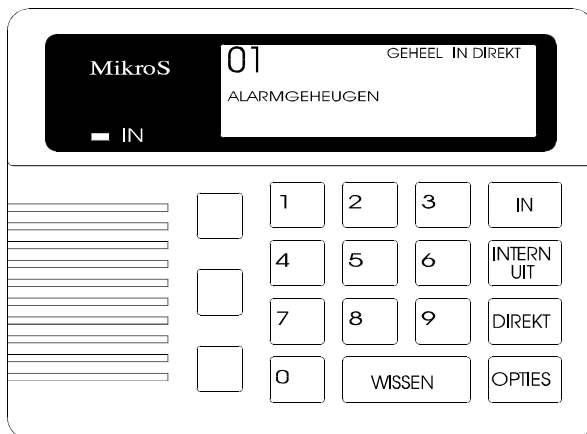 MikroS
01 GEHEEL IN DIREKT
ALARMGEHEUGEN
IN
1 2 3 IN
4 5 6 INTERN UIT
7 8 9 DIREKT
0 WISSEN OPTIES